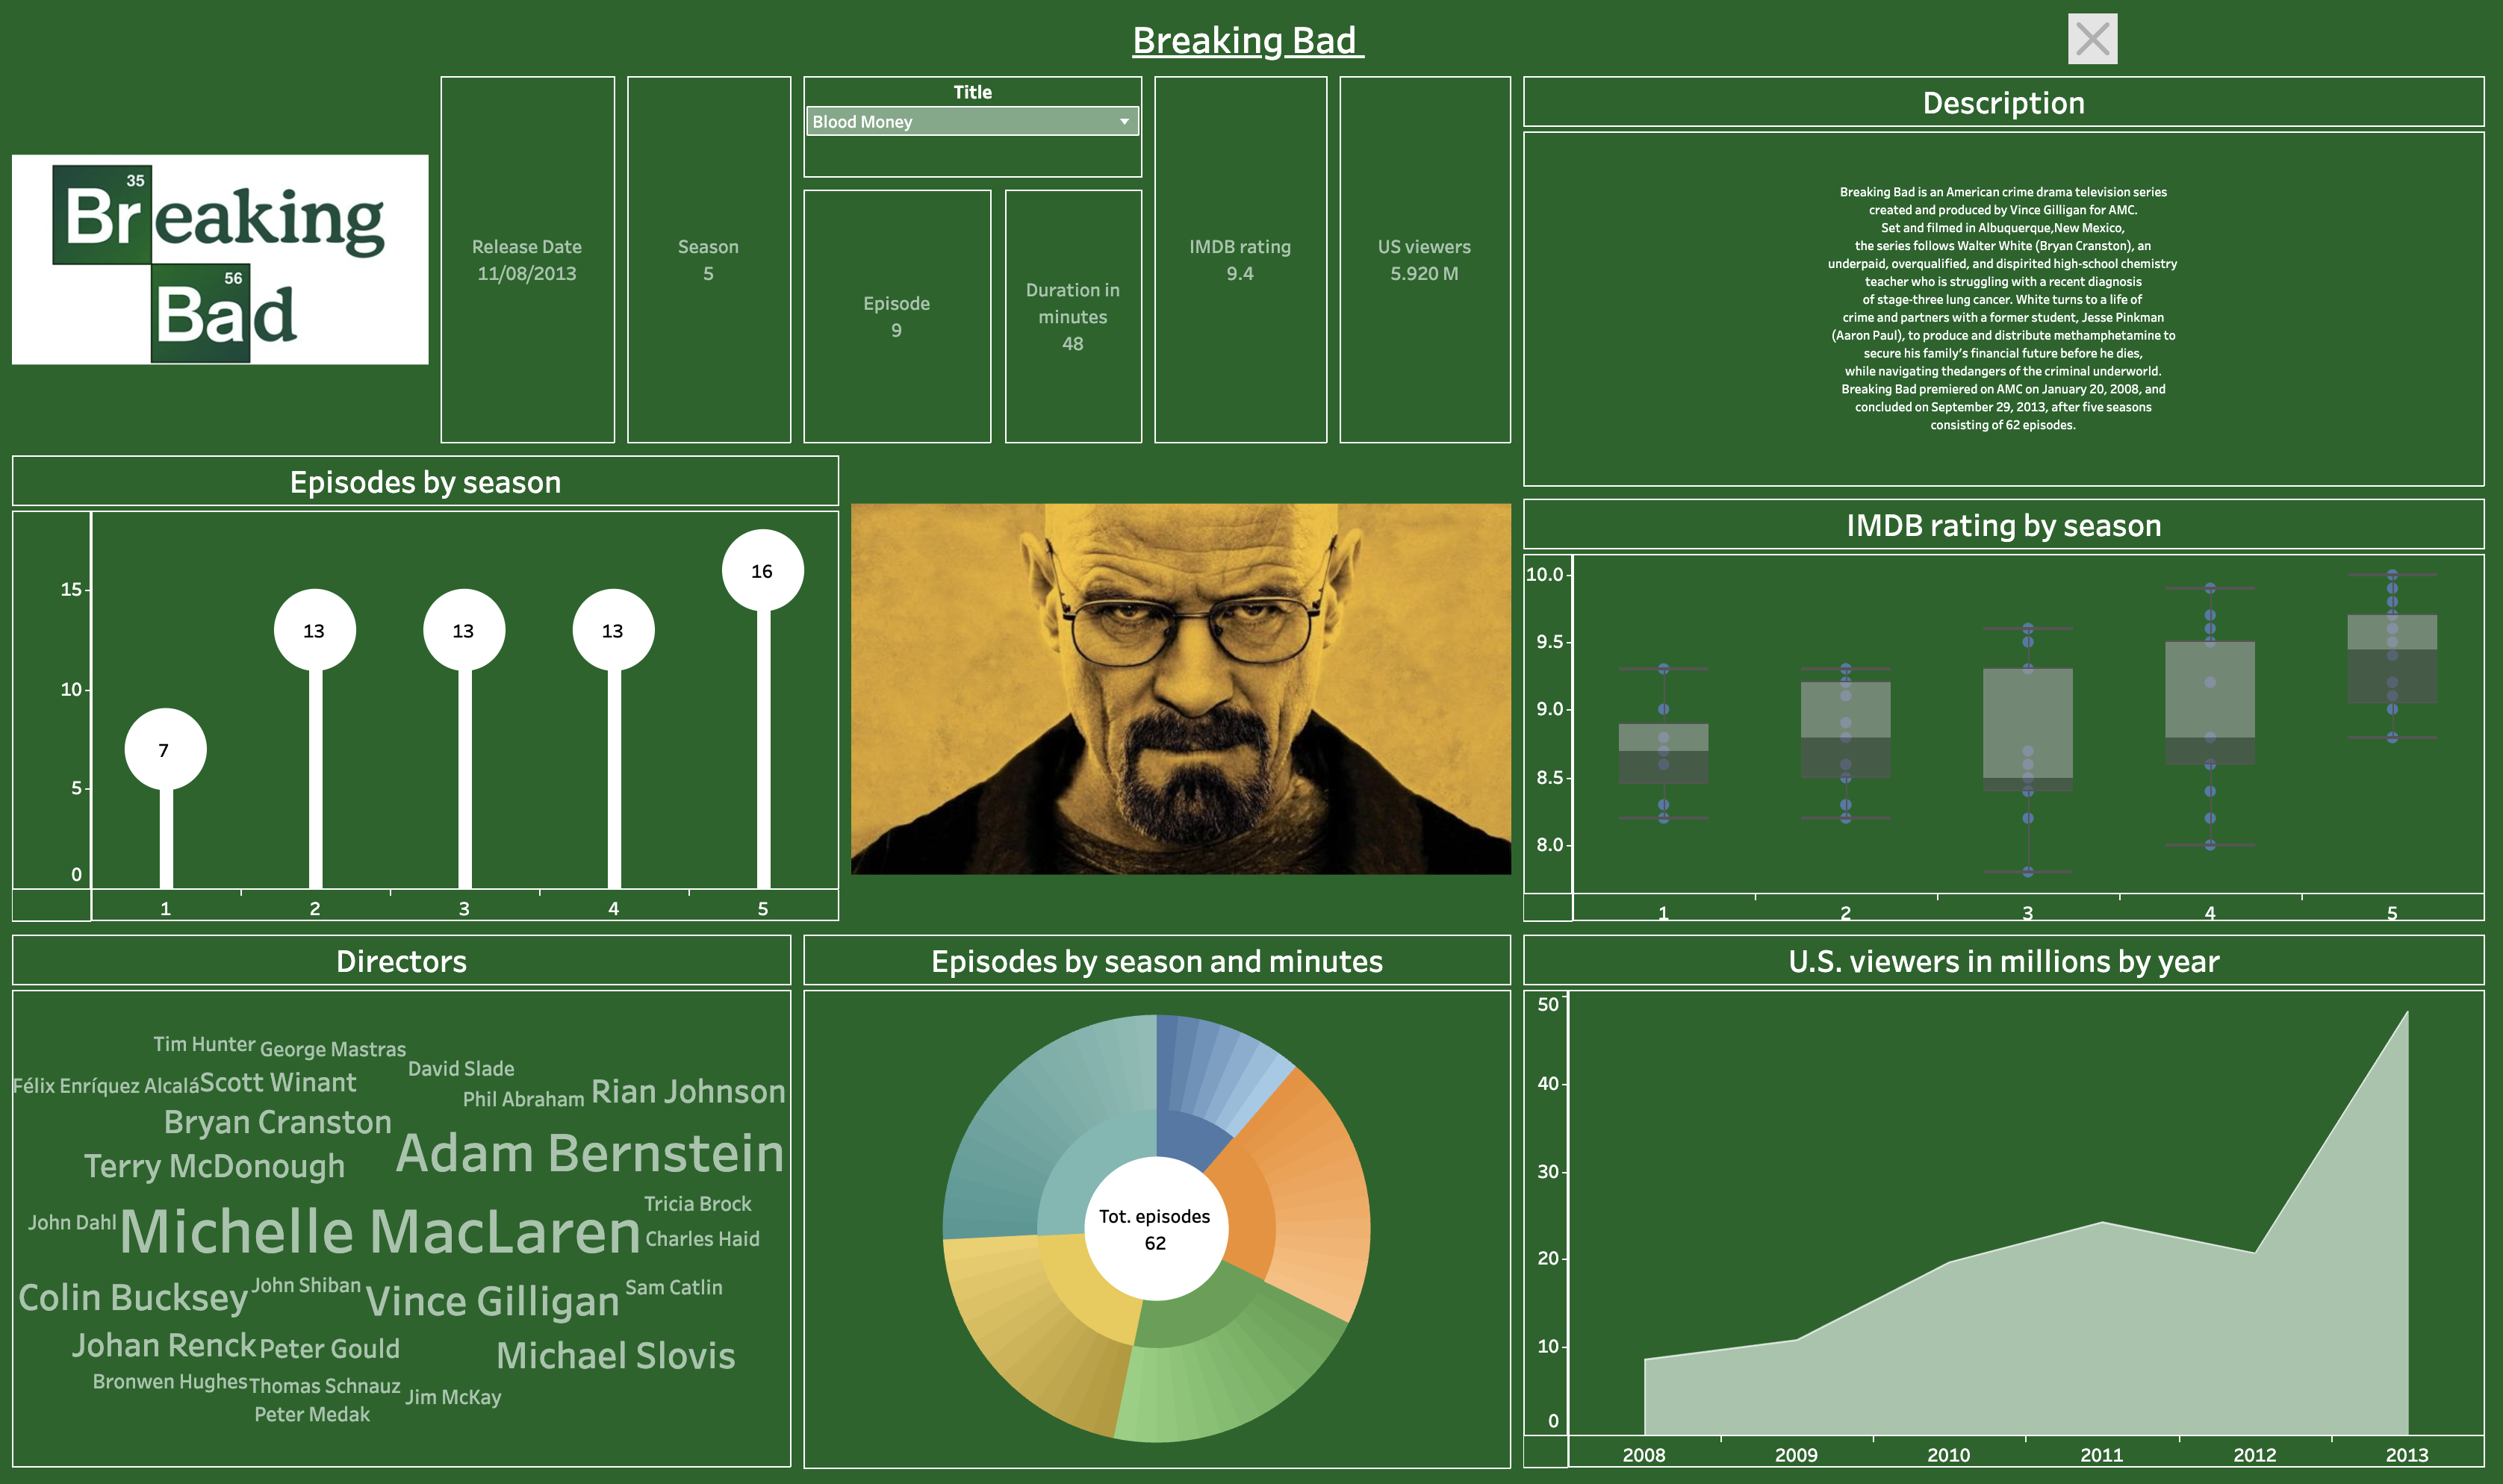 Breaking Bad
35
Breaking
56
Bad
Release Date
11/08/2013
Season
5
Title
Blood Money
Episode
9
Duration in
minutes
48
IMDB rating
9.4
US viewers
5.920 M
Description
Breaking Bad is an American crime drama television series
created and produced by Vince Gilligan for AMC.
Set and filmed in Albuquerque,New Mexico,
the series follows Walter White (Bryan Cranston), an
underpaid, overqualified, and dispirited high-school chemistry
teacher who is struggling with a recent diagnosis
of stage-three lung cancer. White turns to a life of
crime and partners with a former student, Jesse Pinkman
(Aaron Paul), to produce and distribute methamphetamine to
secure his family's financial future before he dies,
while navigating thedangers of the criminal underworld.
Breaking Bad premiered on AMC on January 20, 2008, and
concluded on September 29, 2013, after five seasons
consisting of 62 episodes.
Episodes by season
15
10
5
0
7
13
13
13
16
1 2 3 4 5
IMDB rating by season
10.0
9.5
9.0
8.5
8.0
1 2 3 4 5
Directors
Tim Hunter
George Mastras
David Slade
Félix Enríquez Alcalá
Scott Winant
Phil Abraham
Rian Johnson
Bryan Cranston
Adam Bernstein
Terry McDonough
Tricia Brock
John Dahl
Michelle MacLaren
Charles Haid
Colin Bucksey
John Shiban
Vince Gilligan
Sam Catlin
Johan Renck
Peter Gould
Michael Slovis
Bronwen Hughes
Thomas Schnauz
Jim McKay
Peter Medak
Episodes by season and minutes
Tot. episodes
62
U.S. viewers in millions by year
50
40
30
20
10
0
2008 2009 2010 2011 2012 2013